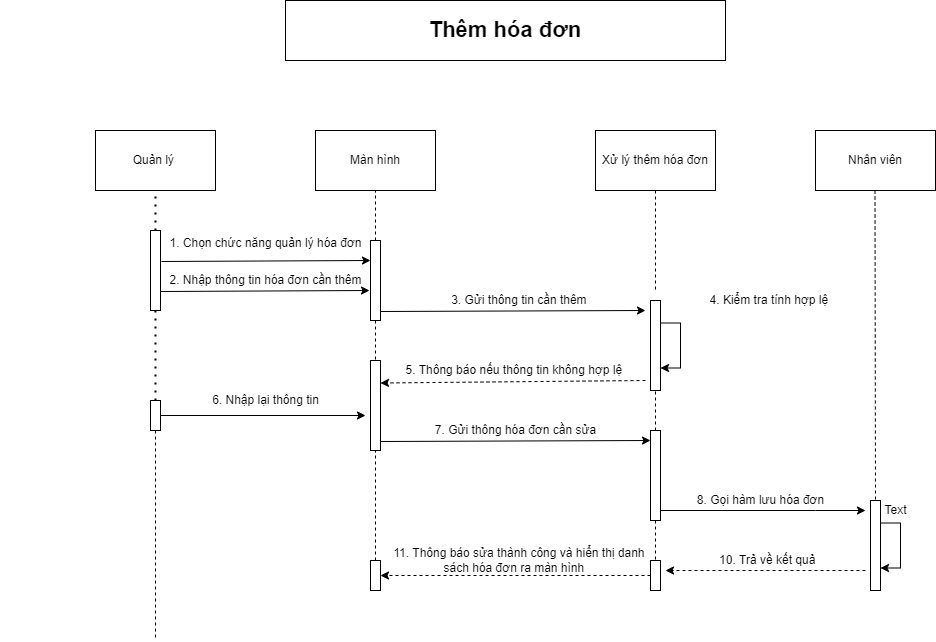 Thêm hóa đơn
Quản lý
Màn hình
Xử lý thêm hóa đơn
Nhân viên
1. Chọn chức năng quản lý hóa đơn
2. Nhập thông tin hóa đơn cần thêm
3. Gửi thông tin cần thêm
4. Kiểm tra tính hợp lệ
5. Thông báo nếu thông tin không hợp lệ
6. Nhập lại thông tin
7. Gửi thông hóa đơn cần sửa
8. Gọi hàm lưu hóa đơn
Text
10. Trả về kết quả
11. Thông báo sửa thành công và hiển thị danh
sách hóa đơn ra màn hình